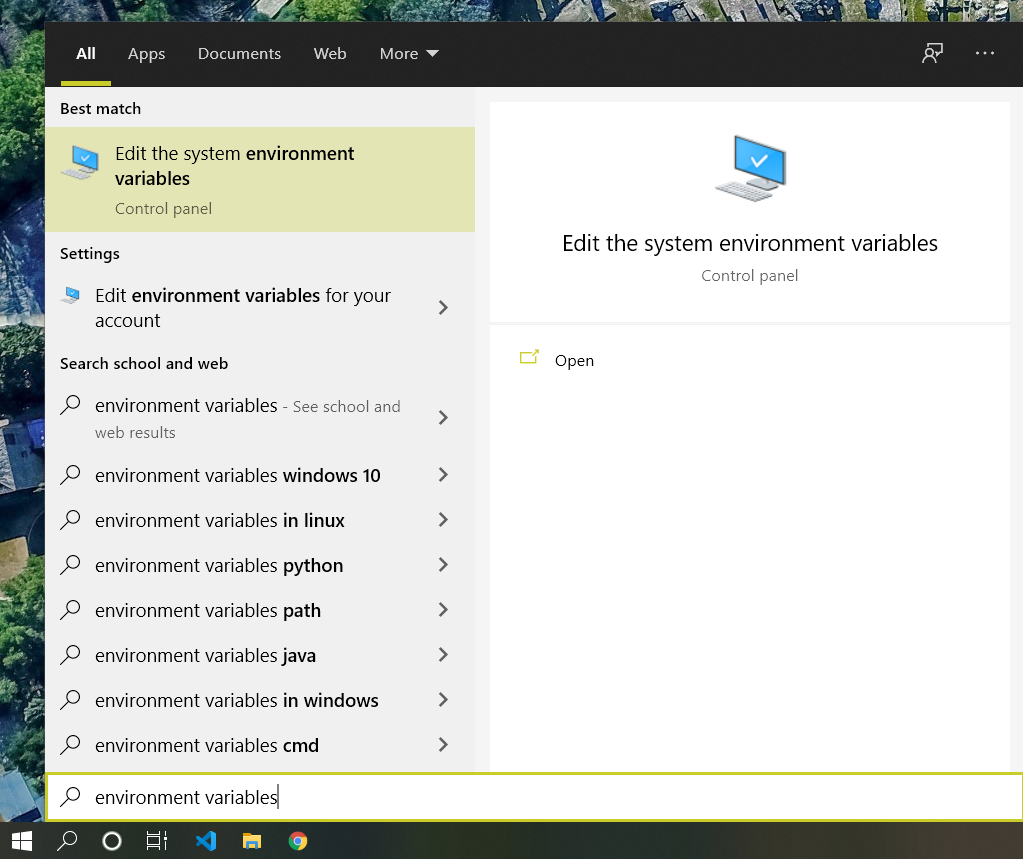 All Apps Documents Web More
Best match
Edit the system environment
variables
Control panel
Settings
Edit environment variables for your
account
Search school and web
environment variables - See school and
web results
environment variables windows 10
environment variables in linux
environment variables python
environment variables path
environment variables java
environment variables in windows
environment variables cmd
Edit the system environment variables
Control panel
Open
environment variables